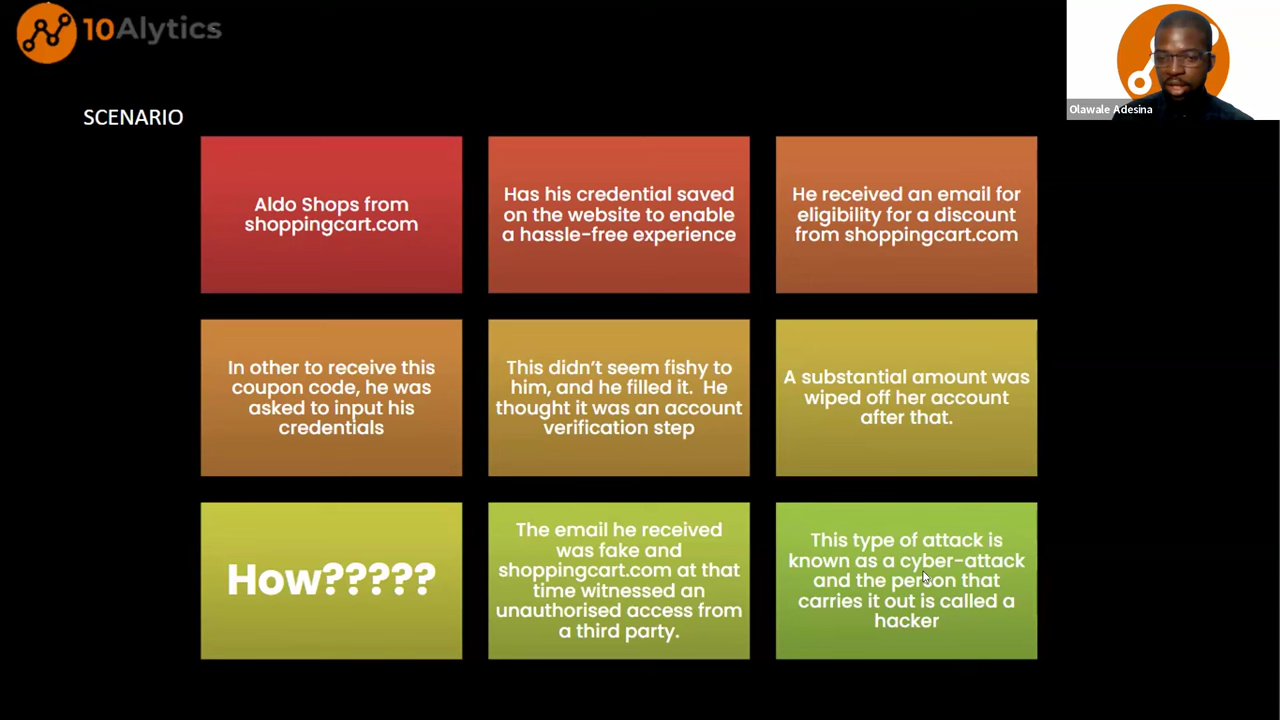 10Alytics
Olawale Adesina
SCENARIO
Aldo Shops from
shoppingcart.com
Has his credential saved
on the website to enable
a hassle-free experience
He received an email for
eligibility for a discount
from shoppingcart.com
In other to receive this
coupon code, he was
asked to input his
credentials
This didn't seem fishy to
him, and he filled it. He
thought it was an account
verification step
A substantial amount was
wiped off her account
after that.
How?????
The email he received
was fake and
shoppingcart.com at that
time witnessed an
unauthorised access from
a third party.
This type of attack is
known as a cyber-attack
and the person that
carries it out is called a
hacker